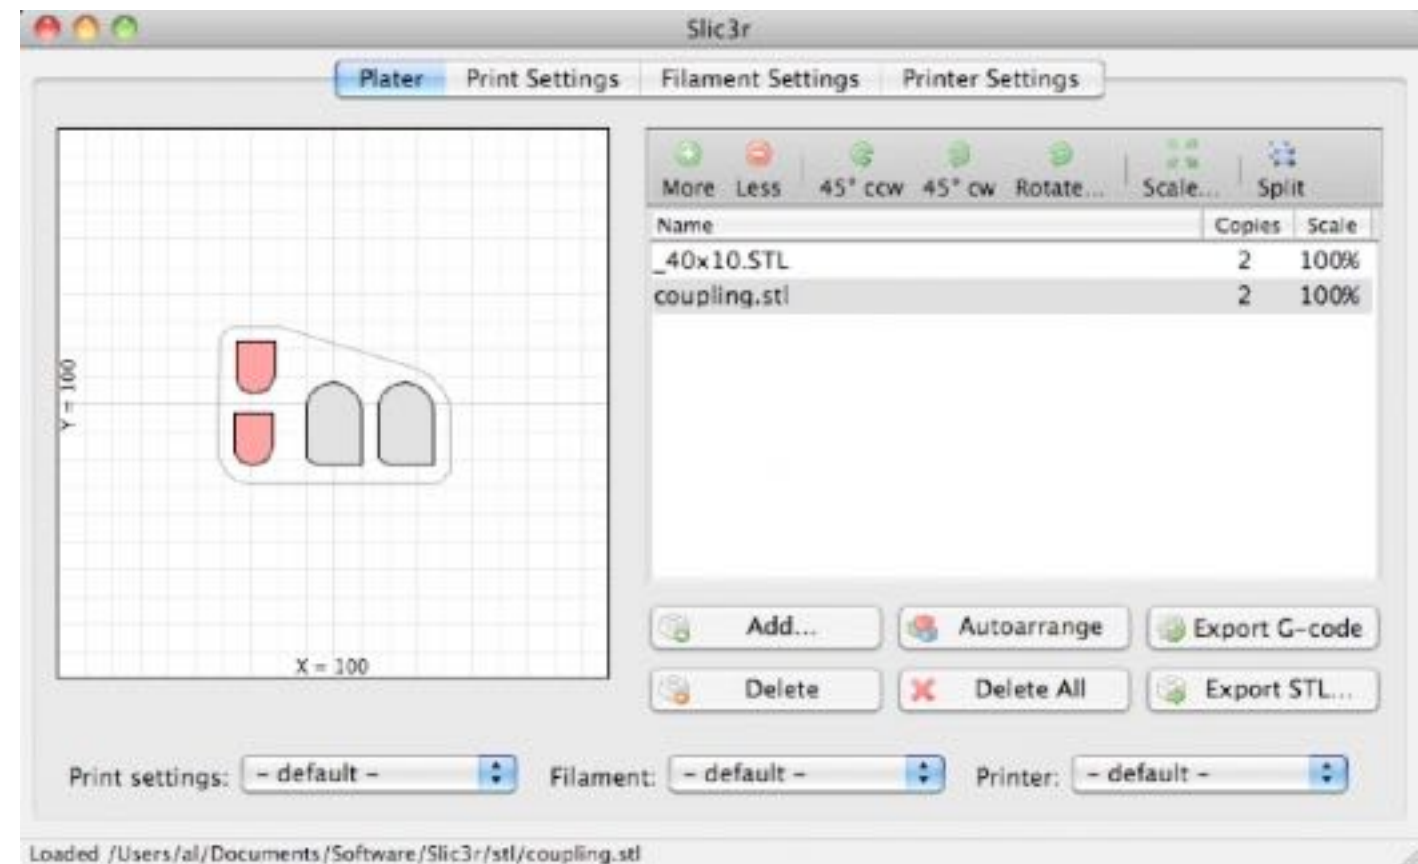 Slic3r
Plater Print Settings Filament Settings Printer Settings
More Less 45° ccw 45° cw Rotate... Scale... Split
Name Copies Scale
_40x10.STL 2 100%
coupling.stl 2 100%
Y = 100
X = 100
Add... Autoarrange Export G-code
Delete Delete All Export STL...
Print settings: - default - Filament: - default - Printer: - default -
Loaded /Users/al/Documents/Software/Slic3r/stl/coupling.stl